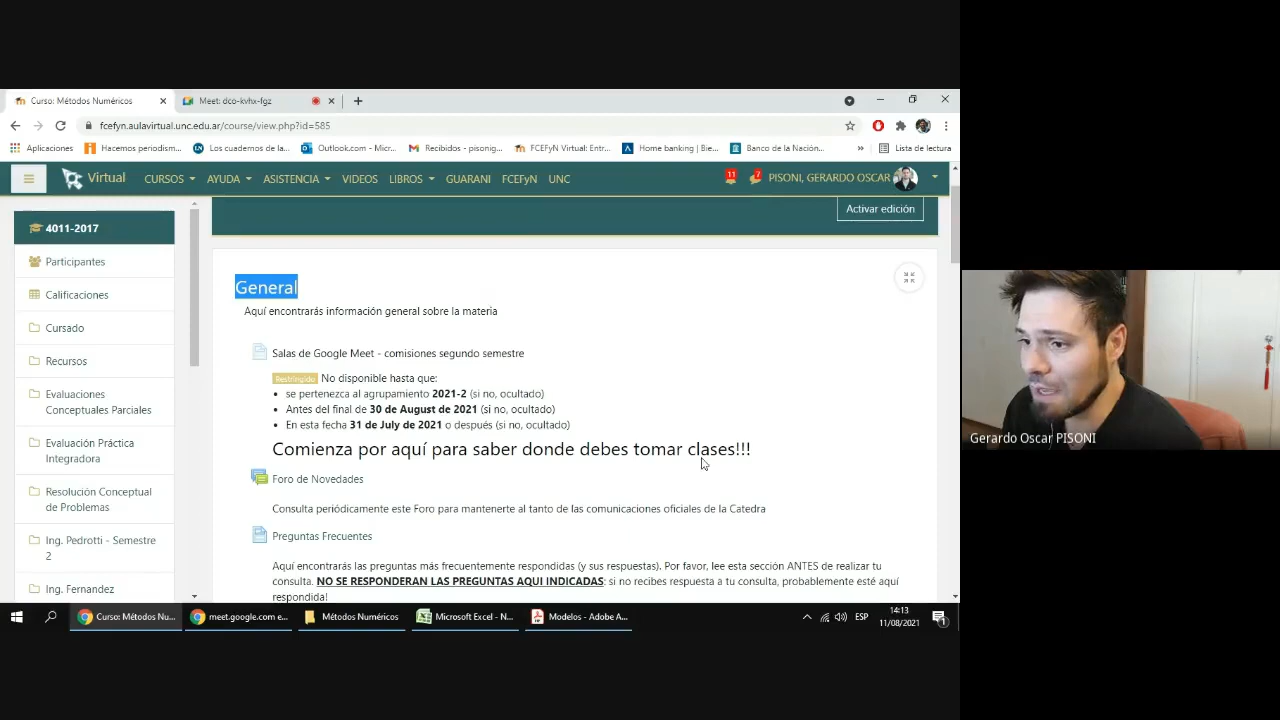 Curso: Métodos Numéricos
Meet: dco-kvhx-fgz
fcefyn.aulavirtual.unc.edu.ar/course/view.php?id=585
Aplicaciones
Hacemos periodism...
Los cuadernos de la...
Outlook.com - Micr...
Recibidos - pisonig...
FCEFyN Virtual: Entr...
Home banking | Bie...
Banco de la Nación...
»
Lista de lectura
Virtual
CURSOS
AYUDA
ASISTENCIA
VIDEOS
LIBROS
GUARANI
FCEFyN
UNC
11
7
PISONI, GERARDO OSCAR
Activar edición
4011-2017
Participantes
Calificaciones
Cursado
Recursos
Evaluaciones
Conceptuales Parciales
Evaluación Práctica
Integradora
Resolución Conceptual
de Problemas
Ing. Pedrotti - Semestre
2
Ing. Fernandez
General
Aquí encontrarás información general sobre la materia
Salas de Google Meet - comisiones segundo semestre
Restringido No disponible hasta que:
• se pertenezca al agrupamiento 2021-2 (si no, ocultado)
• Antes del final de 30 de August de 2021 (si no, ocultado)
• En esta fecha 31 de July de 2021 o después (si no, ocultado)
Comienza por aquí para saber donde debes tomar clases!!!
Foro de Novedades
Consulta periódicamente este Foro para mantenerte al tanto de las comunicaciones oficiales de la Catedra
Preguntas Frecuentes
Aquí encontrarás las preguntas más frecuentemente respondidas (y sus respuestas). Por favor, lee esta sección ANTES de realizar tu
consulta. NO SE RESPONDERAN LAS PREGUNTAS AQUI INDICADAS: si no recibes respuesta a tu consulta, probablemente esté aquí
respondida!
Gerardo Oscar PISONI
Curso: Métodos Nu...
meet.google.com e...
Métodos Numéricos
Microsoft Excel - N...
Modelos - Adobe A...
ESP
14:13
11/08/2021
1